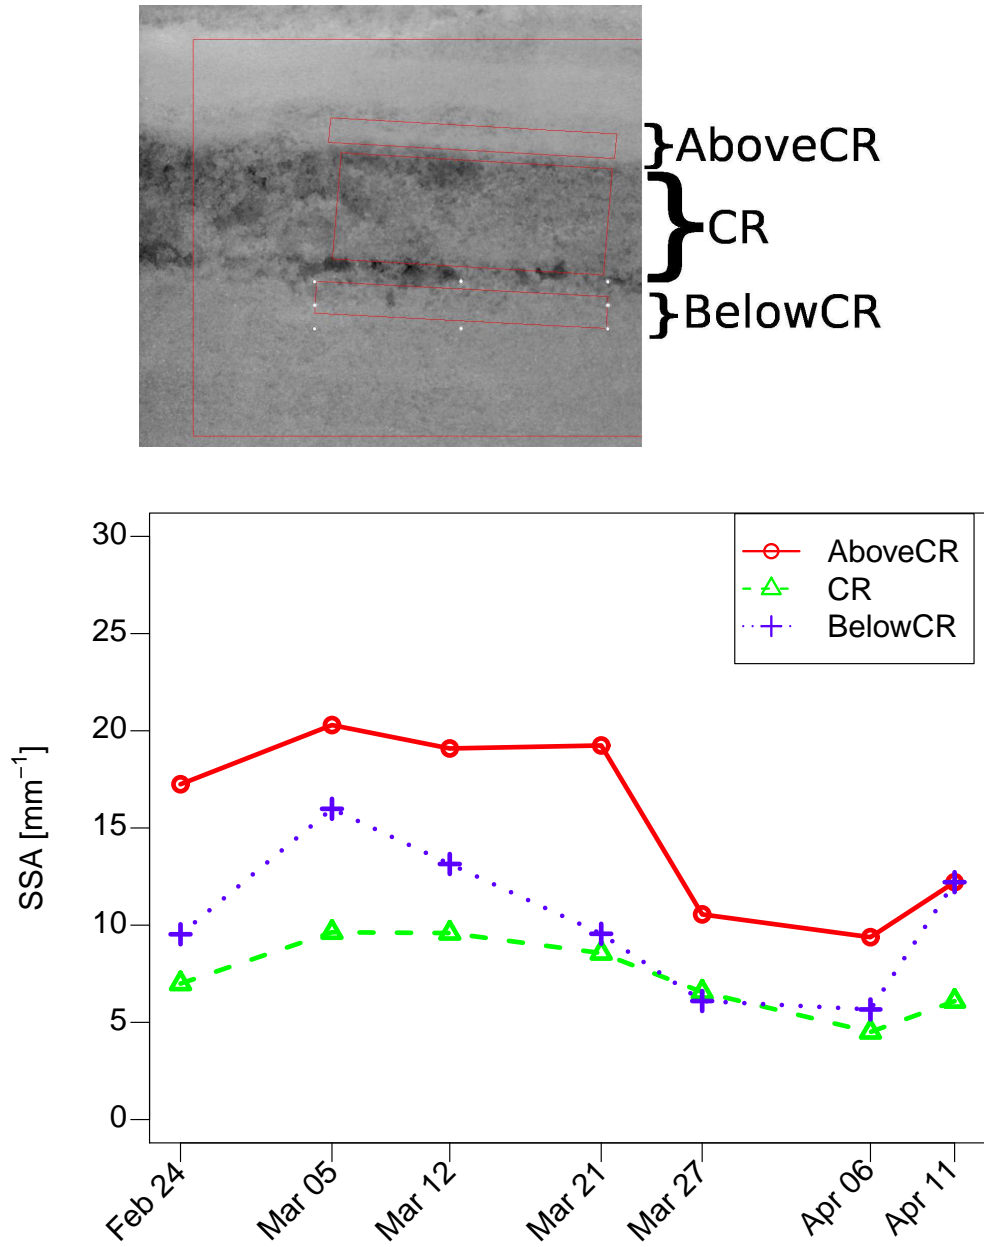 }AboveCR
}CR
}BelowCR
30
25
20
15
10
5
0
SSA [mm⁻¹]
AboveCR
CR
BelowCR
Feb 24
Mar 05
Mar 12
Mar 21
Mar 27
Apr 06
Apr 11